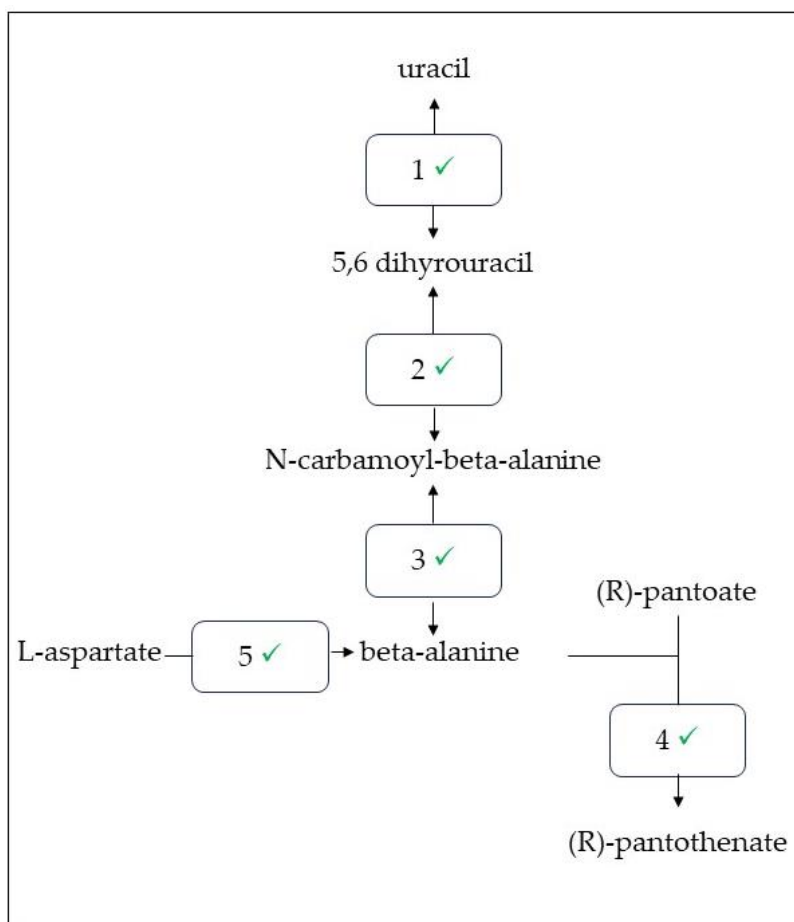 uracil
1 ✓
5,6 dihyrouracil
2 ✓
N-carbamoyl-beta-alanine
3 ✓
(R)-pantoate
L-aspartate 5 ✓ beta-alanine
4 ✓
(R)-pantothenate